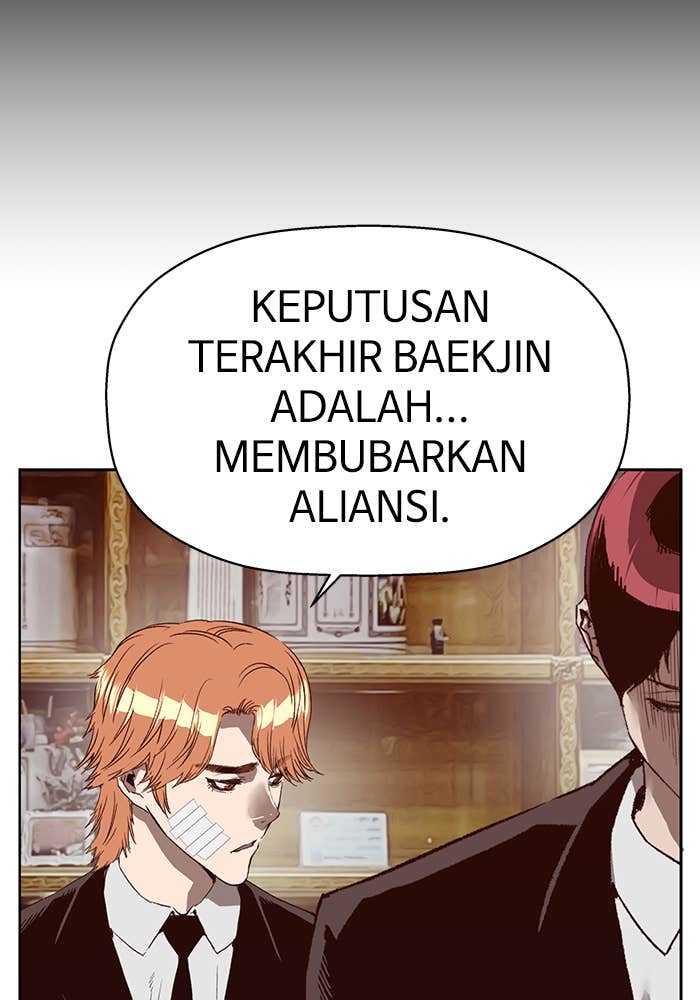 KEPUTUSAN
TERAKHIR BAEKJIN
ADALAH...
MEMBUBARKAN
ALIANSI.